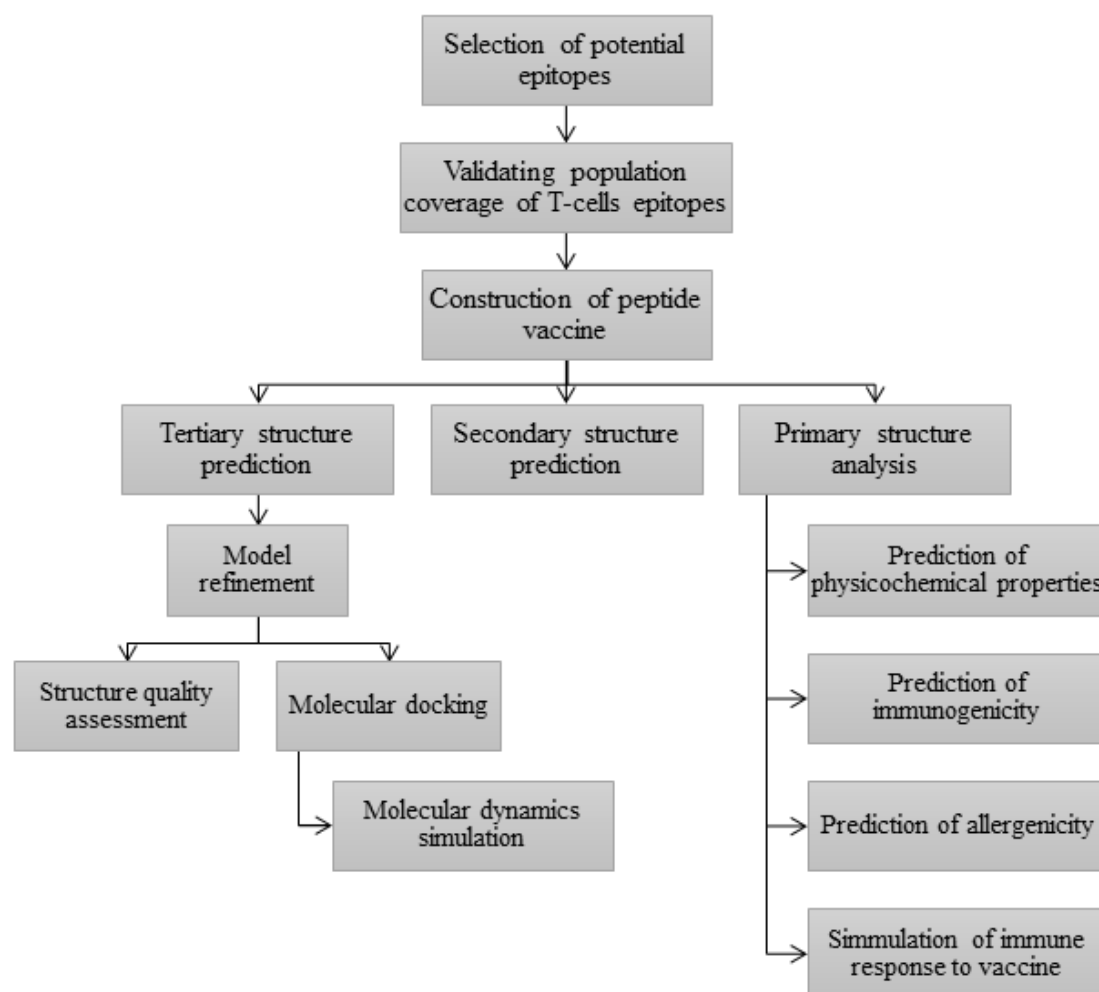 Selection of potential
epitopes
Validating population
coverage of T-cells epitopes
Construction of peptide
vaccine
Tertiary structure
prediction
Secondary structure
prediction
Primary structure
analysis
Model
refinement
Prediction of
physicochemical properties
Structure quality
assessment
Molecular docking
Prediction of
immunogenicity
Molecular dynamics
simulation
Prediction of allergenicity
Simmulation of immune
response to vaccine